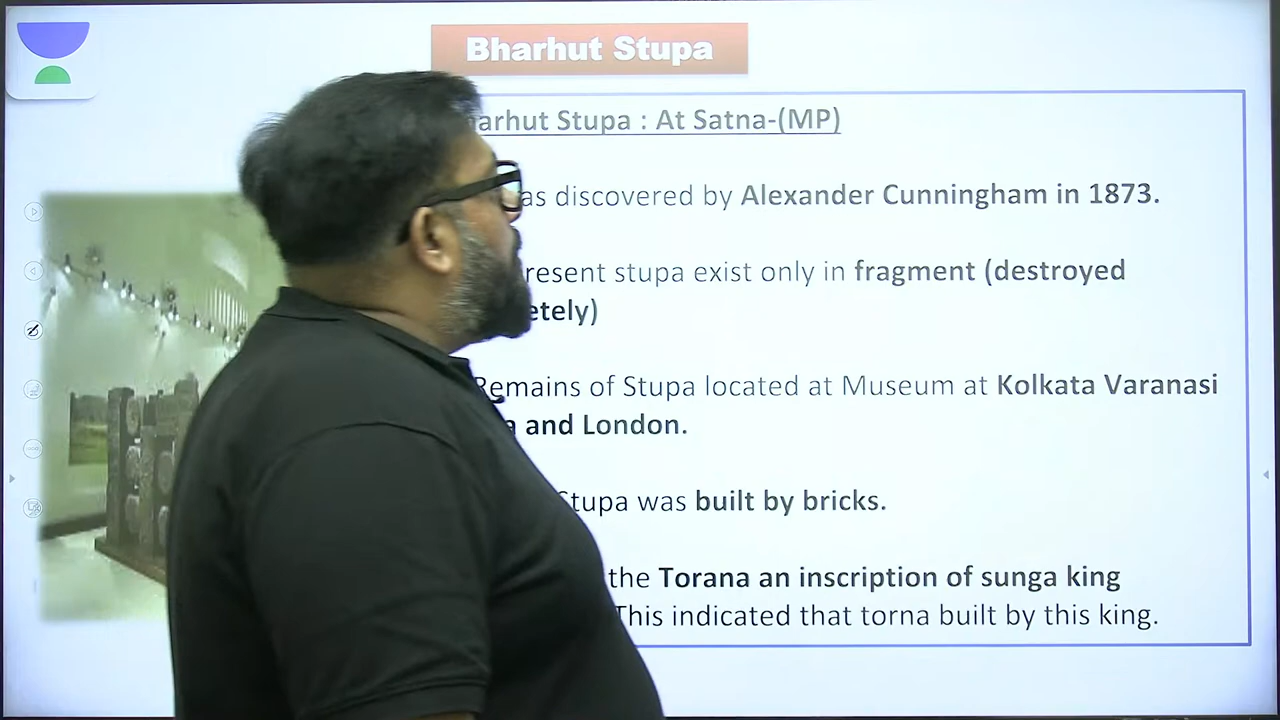 Bharhut Stupa
arhut Stupa : At Satna-(MP)
as discovered by Alexander Cunningham in 1873.
resent stupa exist only in fragment (destroyed
etely)
Remains of Stupa located at Museum at Kolkata Varanasi
a and London.
Stupa was built by bricks.
the Torana an inscription of sunga king
This indicated that torna built by this king.